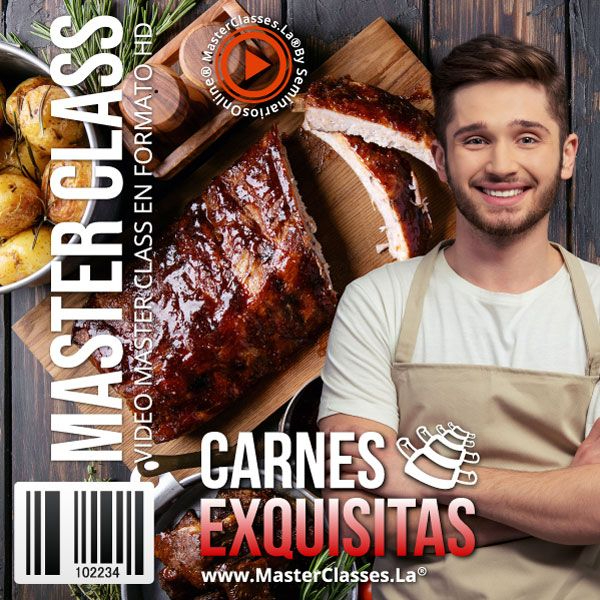 MASTER CLASS
VIDEO MASTER CLASS EN FORMATO HD
MasterClasses.La® By SeminariosOnline®
CARNES
EXQUISITAS
www.MasterClasses.La®
102234